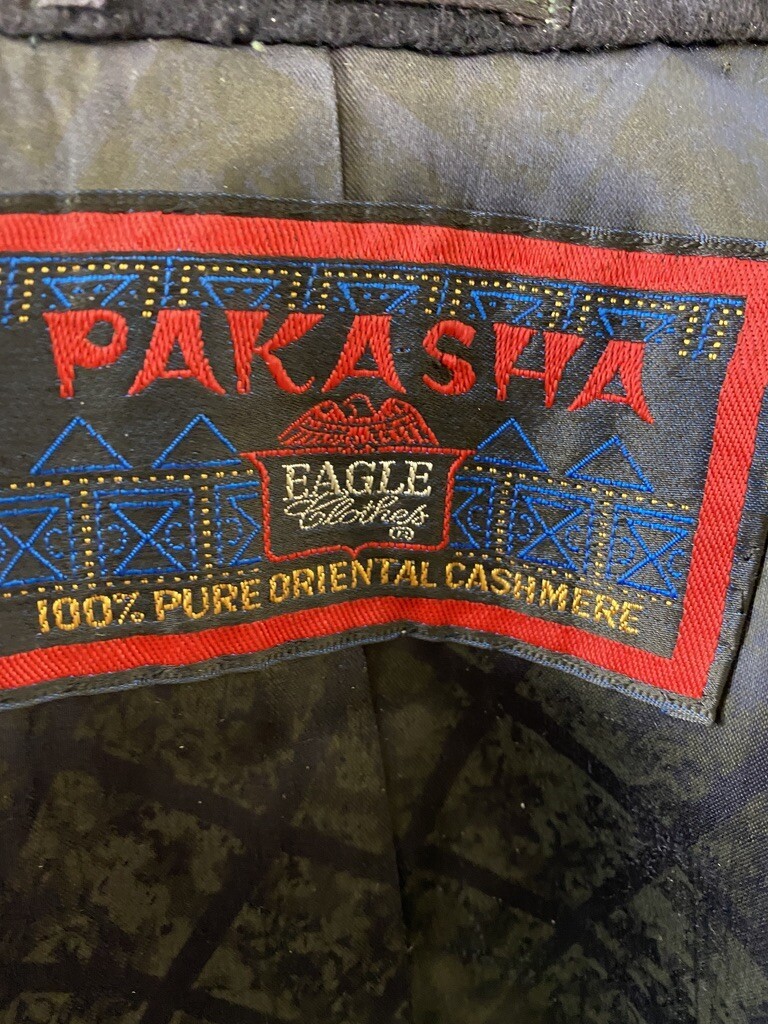 PAKASHA
EAGLE
Clothes
100% PURE ORIENTAL CASHMERE